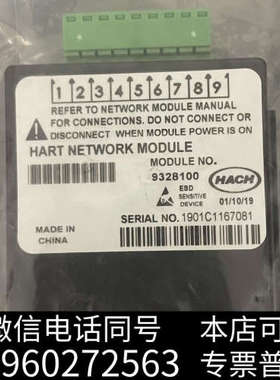 1 2 3 4 5 6 7 8 9
REFER TO NETWORK MODULE MANUAL
FOR CONNECTIONS. DO NOT CONNECT OR
DISCONNECT WHEN MODULE POWER IS ON
HART NETWORK MODULE
MODULE NO.
9328100
HACH
ESD
SENSITIVE
DEVICE
01/10/19
MADE IN
CHINA
SERIAL NO. 1901C1167081
微信电话同号
本店可
960272563
专票普